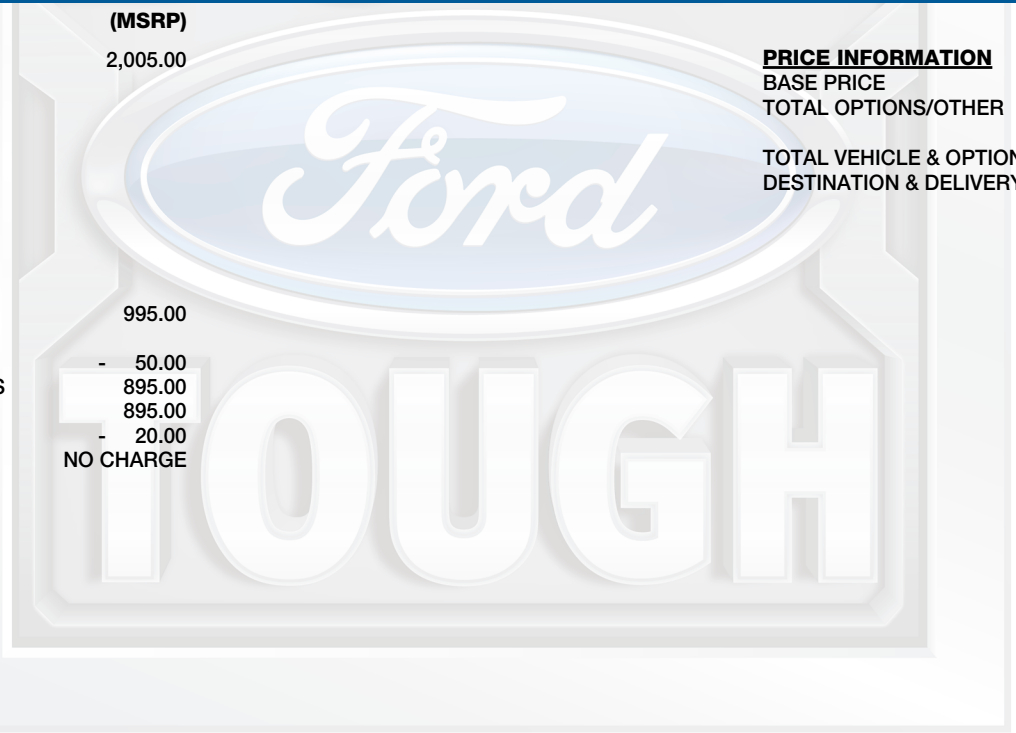 (MSRP)
2,005.00
995.00
- 50.00
S 895.00
895.00
- 20.00
NO CHARGE
PRICE INFORMATION
BASE PRICE
TOTAL OPTIONS/OTHER
TOTAL VEHICLE & OPTION
DESTINATION & DELIVERY
Ford
TOUGH